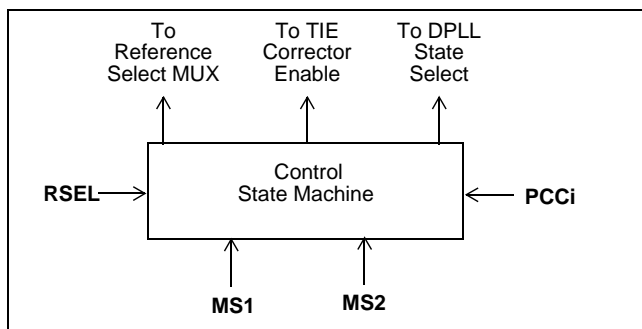 To
Reference
Select MUX
To TIE
Corrector
Enable
To DPLL
State
Select
Control
State Machine
RSEL
PCCi
MS1
MS2